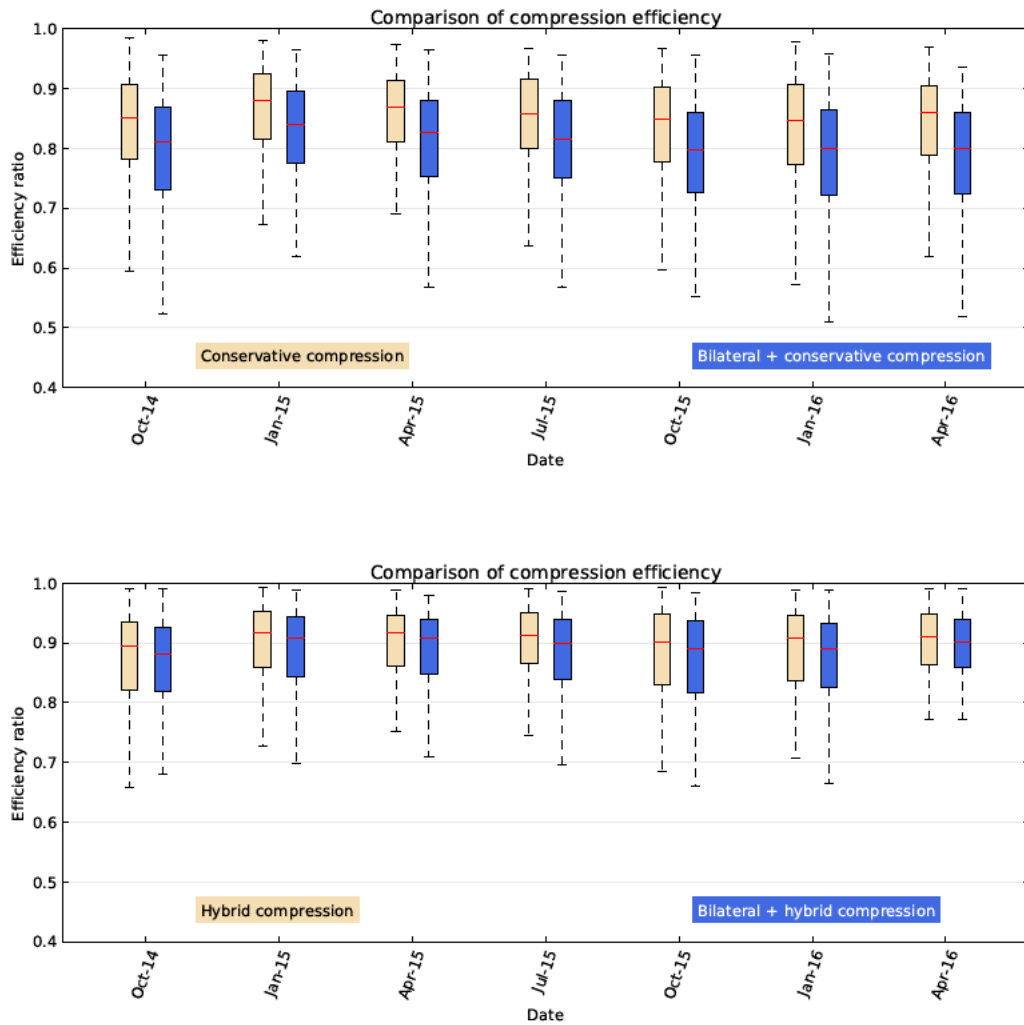 Comparison of compression efficiency
1.0
0.9
0.8
0.7
0.6
0.5
0.4
Efficiency ratio
Conservative compression
Bilateral + conservative compression
Oct-14
Jan-15
Apr-15
Jul-15
Oct-15
Jan-16
Apr-16
Date
Comparison of compression efficiency
1.0
0.9
0.8
0.7
0.6
0.5
0.4
Efficiency ratio
Hybrid compression
Bilateral + hybrid compression
Oct-14
Jan-15
Apr-15
Jul-15
Oct-15
Jan-16
Apr-16
Date